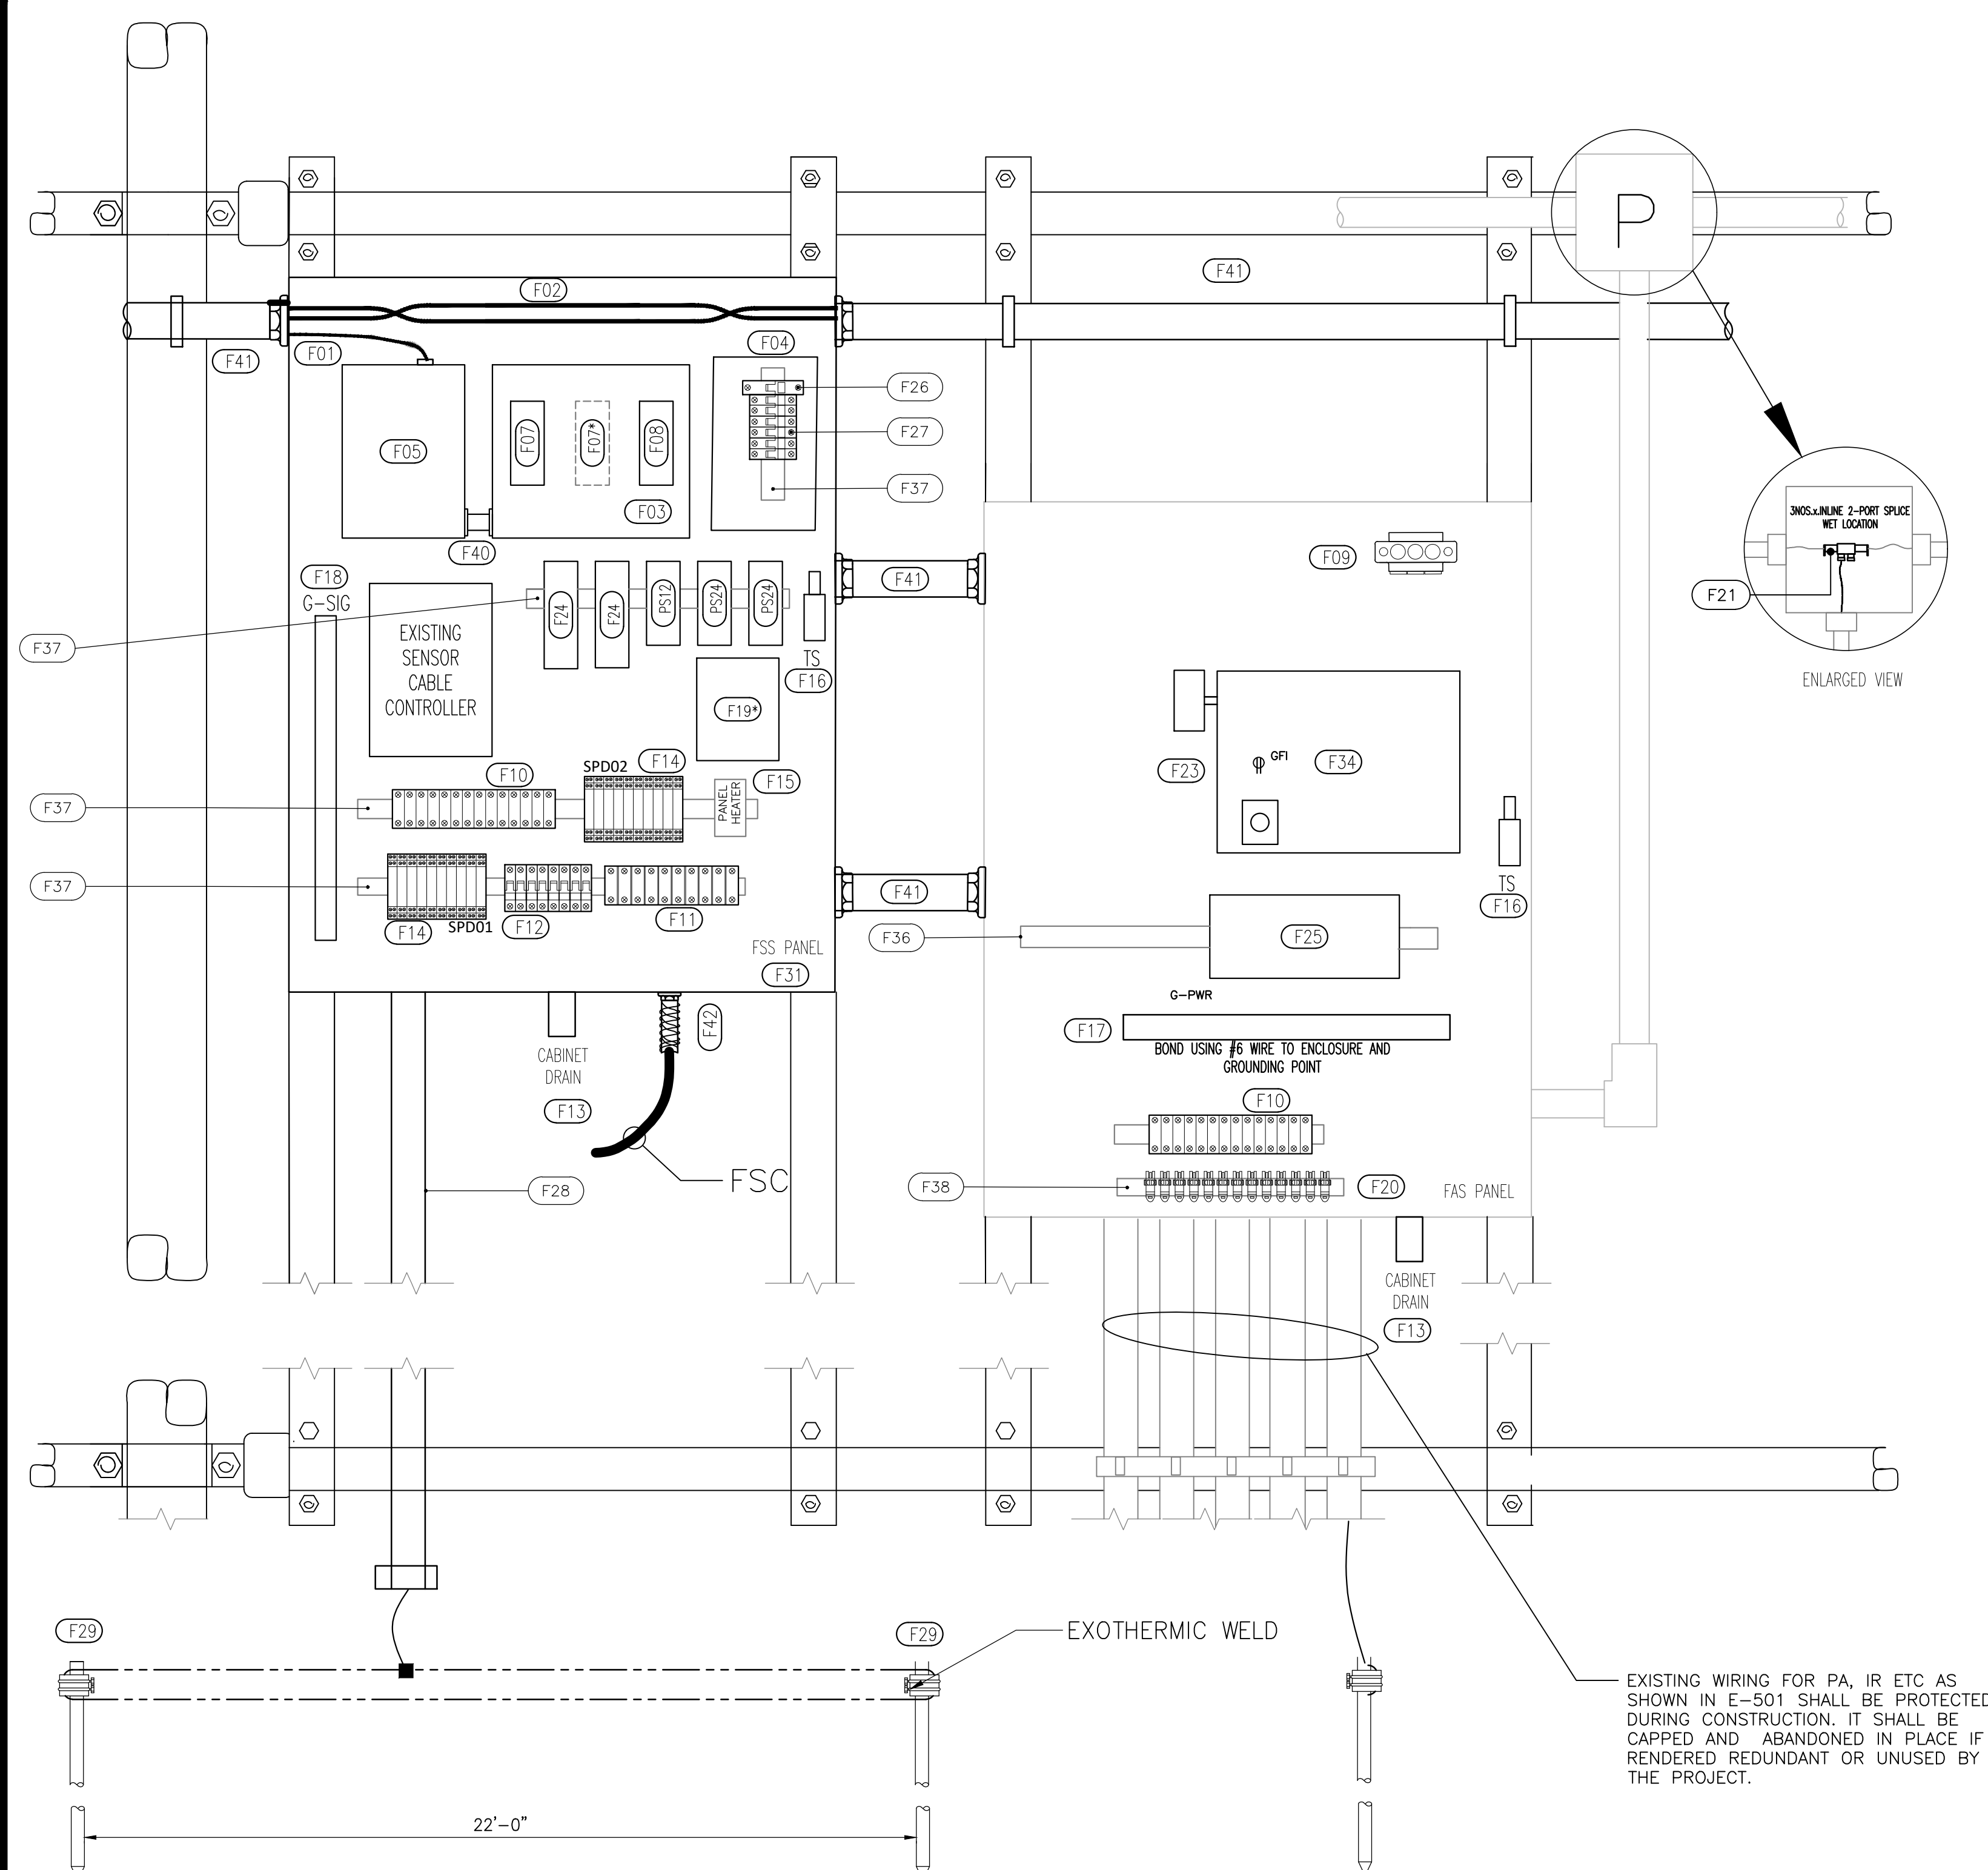 P
F02
F41
F41
F01
F04
F26
F27
F37
F05
F07
F07*
F08
F03
F40
3NOS.x.INLINE 2-PORT SPLICE
WET LOCATION
F21
ENLARGED VIEW
F09
F41
F18
G-SIG
F24
F24
PS12
PS24
PS24
F37
EXISTING
SENSOR
CABLE
CONTROLLER
TS
F16
F19*
F23
GFI
F34
SPD02
F14
F10
F15
PANEL
HEATER
F37
F37
F14
SPD01
F12
F11
F41
TS
F16
F36
F25
FSS PANEL
F31
G-PWR
F17
BOND USING #6 WIRE TO ENCLOSURE AND
GROUNDING POINT
F42
CABINET
DRAIN
F13
F10
FSC
F28
F38
F20
FAS PANEL
CABINET
DRAIN
F13
F29
F29
EXOTHERMIC WELD
EXISTING WIRING FOR PA, IR ETC AS
SHOWN IN E-501 SHALL BE PROTECTED
DURING CONSTRUCTION. IT SHALL BE
CAPPED AND ABANDONED IN PLACE IF
RENDERED REDUNDANT OR UNUSED BY
THE PROJECT.
22'-0"